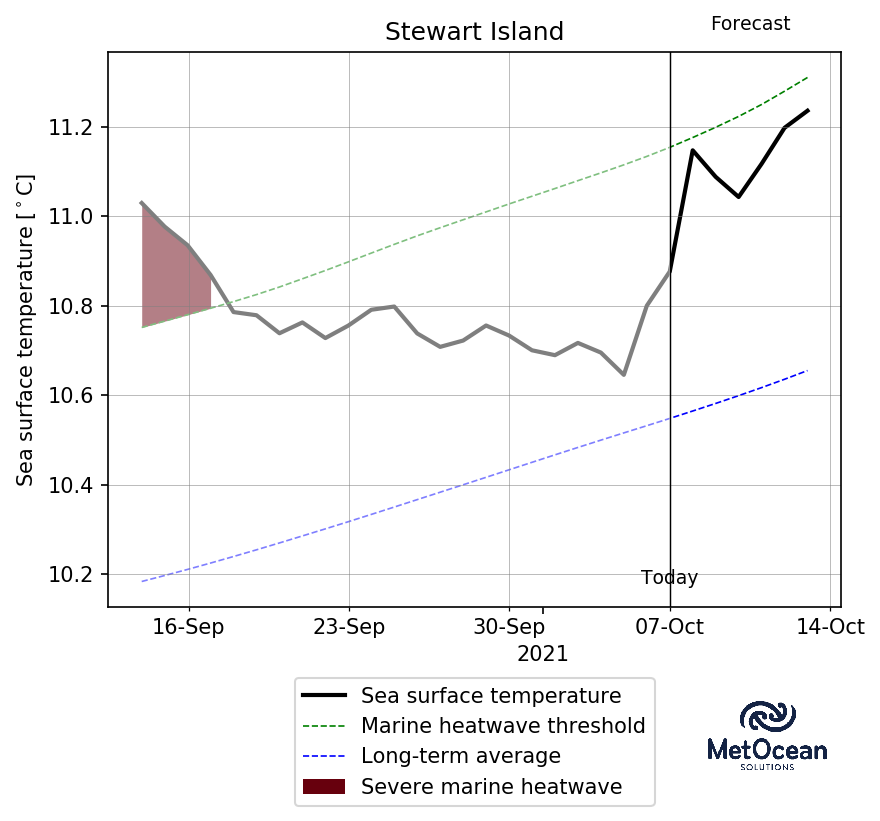 Forecast
Stewart Island
Sea surface temperature [°C]
11.2
11.0
10.8
10.6
10.4
10.2
Today
16-Sep 23-Sep 30-Sep 07-Oct 14-Oct
2021
Sea surface temperature
Marine heatwave threshold
Long-term average
Severe marine heatwave
MetOcean
SOLUTIONS